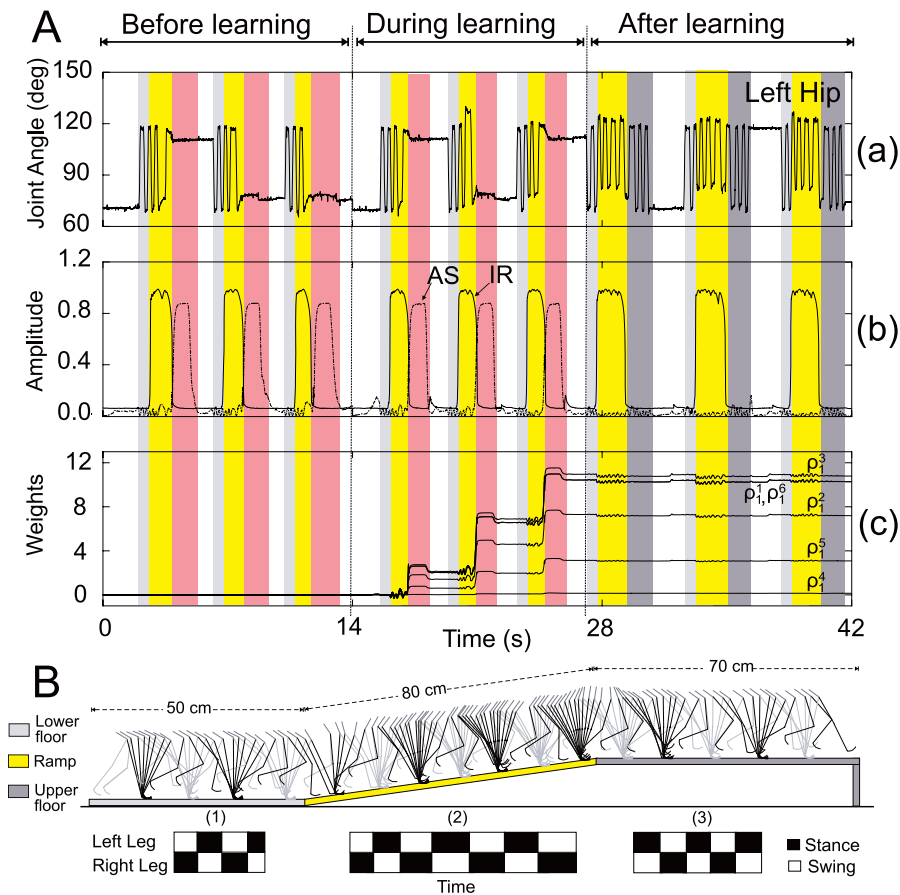 A
Before learning
During learning
After learning
Joint Angle (deg)
150
120
90
60
Left Hip
(a)
Amplitude
1.2
0.8
0.4
0.0
AS
IR
(b)
Weights
12
8
4
0
ρ₁³
ρ₁¹,ρ₁⁶
ρ₁²
ρ₁⁵
ρ₁⁴
(c)
0
14
28
42
Time (s)
B
50 cm
80 cm
70 cm
Lower floor
Ramp
Upper floor
(1)
(2)
(3)
Left Leg
Right Leg
Stance
Swing
Time